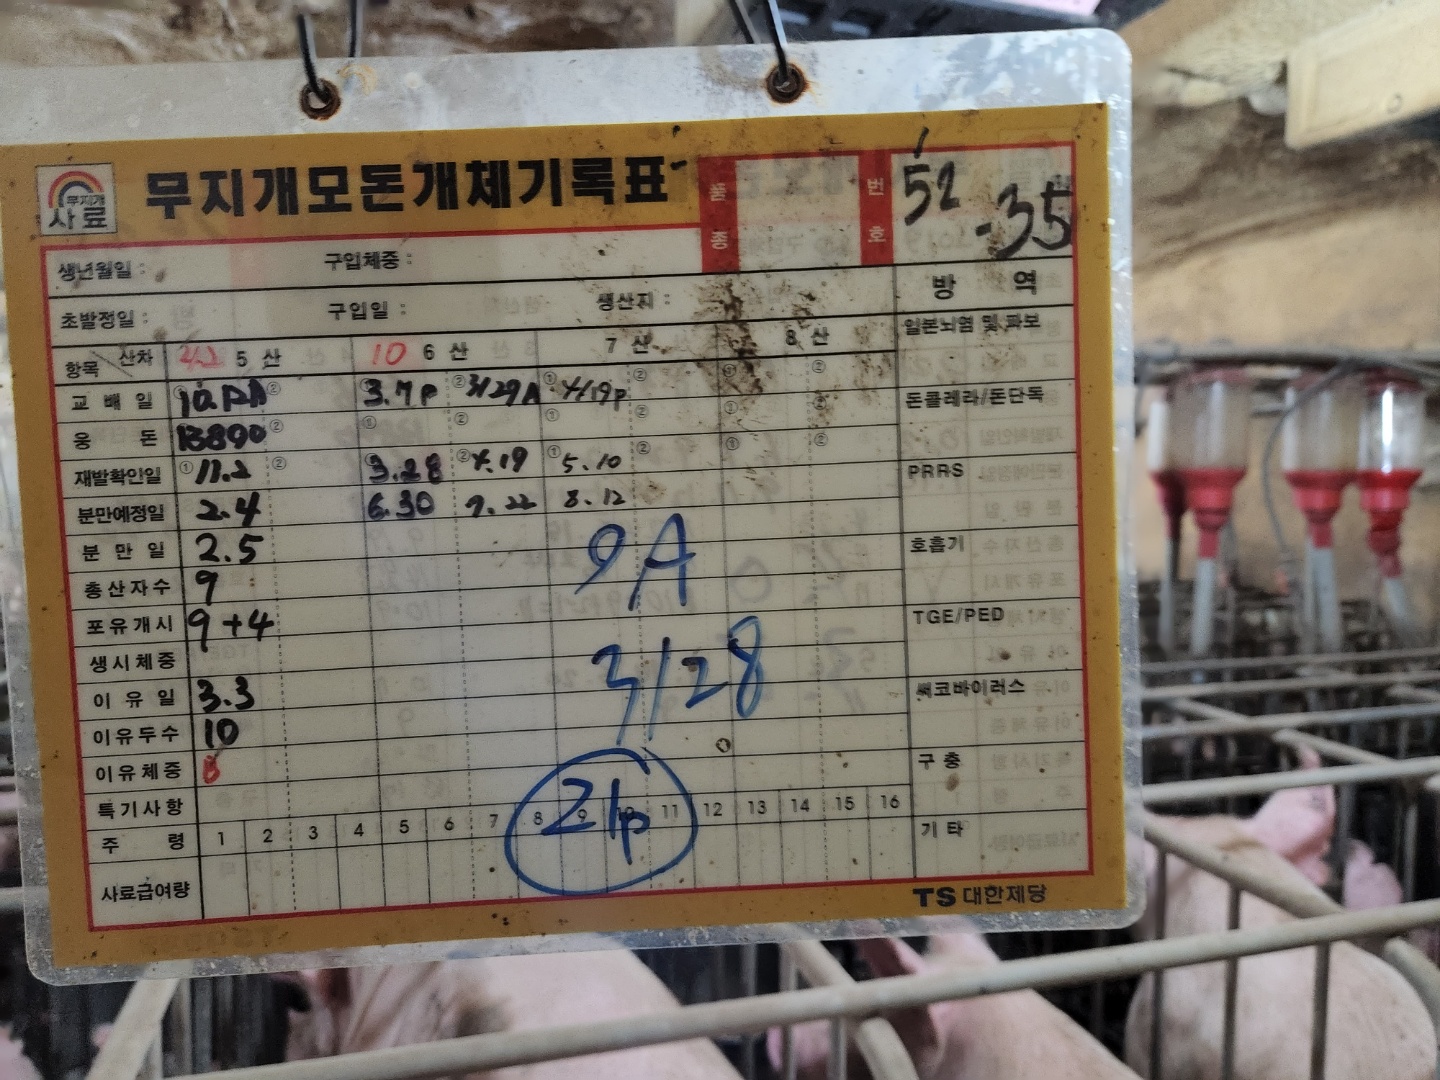 무지개
사료
무지개모돈개체기록표
품종
번호
52
-35
생년월일 : 구입체중 :
초발정일 : 구입일 : 생산지 :
방 역
항목 산차 5 산 10 6 산 7 산 8 산
일본뇌염 및 파보
교 배 일 ① ② 3.7P ② 3/29A ① 4/19P ② ① ②
돈콜레라/돈단독
웅 돈 ② ① ② ① ② ① ②
재발확인일 ① 11.2 ② ① 3.28 ② 4.19 ① 5.10 ② ① ②
PRRS
분만예정일 2.4 6.30 7.22 8.12
분 만 일 2.5
9A
호흡기
총산자수 9
포유개시 9+4
TGE/PED
생시체중
3/28
이 유 일 3.3
써코바이러스
이유두수 10
이유체중
구 충
특기사항
21p
주 령 1 2 3 4 5 6 7 8 9 10 11 12 13 14 15 16
기 타
사료급여량
TS 대한제당